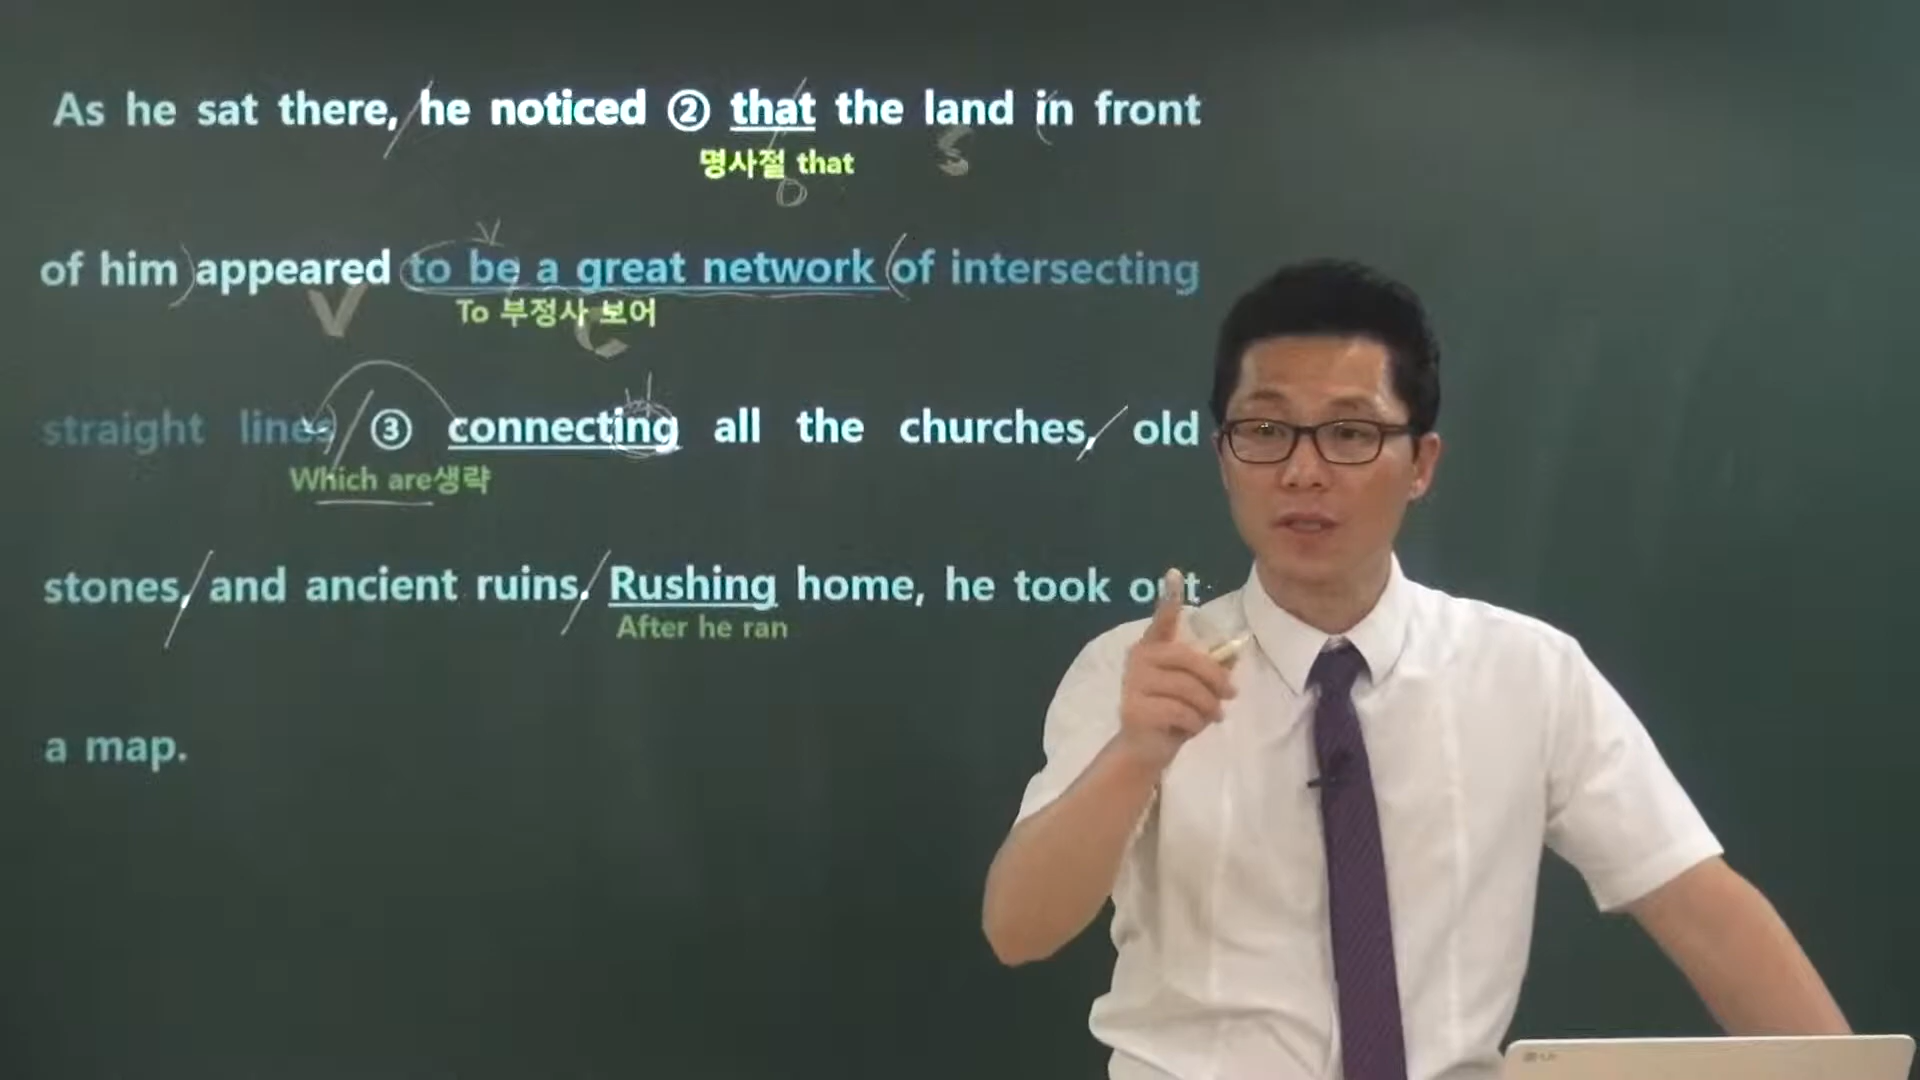 As he sat there, he noticed ② that the land in front
명사절 that
S
O
of him appeared to be a great network of intersecting
V
V
To 부정사 보어
C
straight lines ③ connecting all the churches, old
Which are생략
stones, and ancient ruins. Rushing home, he took out
After he ran
a map.
LG